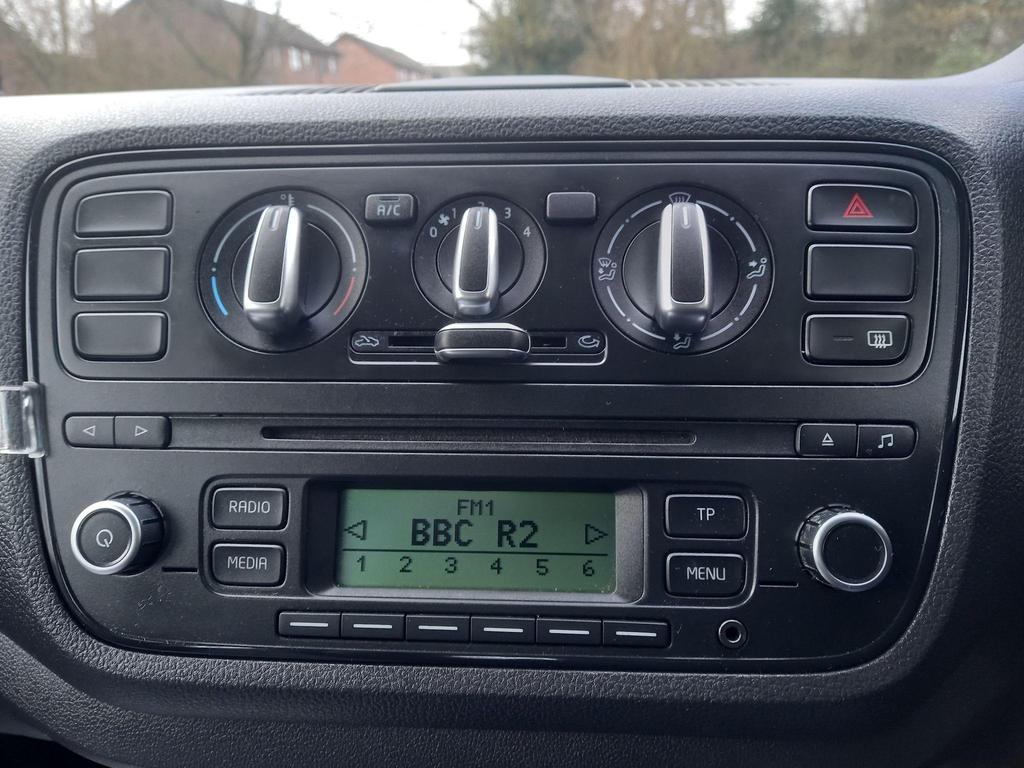 A/C
0 1 2 3 4
RADIO
MEDIA
FM1
BBC R2
1 2 3 4 5 6
TP
MENU